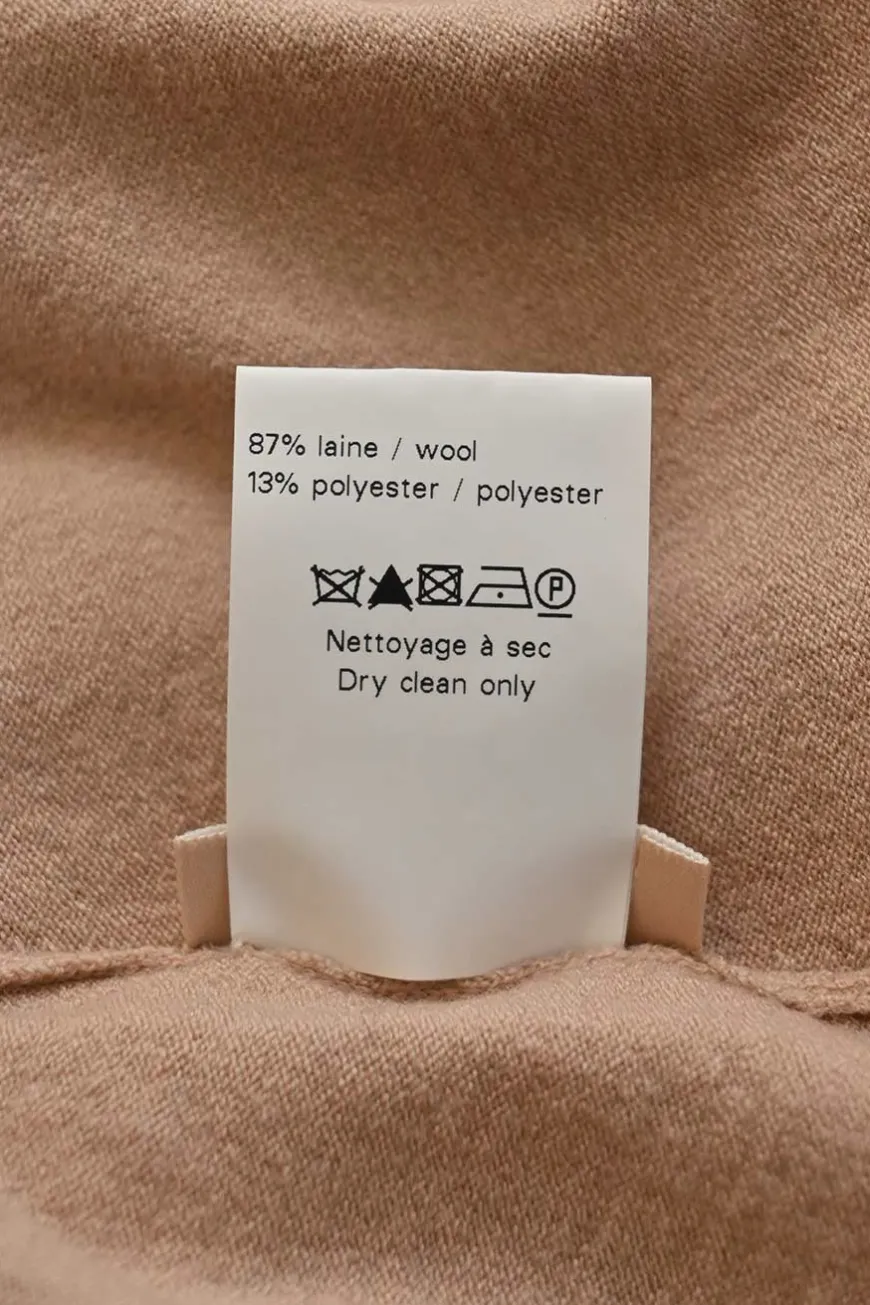 87% laine / wool
13% polyester / polyester
P
Nettoyage à sec
Dry clean only